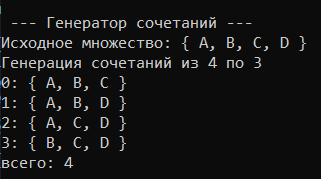 --- Генератор сочетаний ---
Исходное множество: { A, B, C, D }
Генерация сочетаний из 4 по 3
0: { A, B, C }
1: { A, B, D }
2: { A, C, D }
3: { B, C, D }
всего: 4